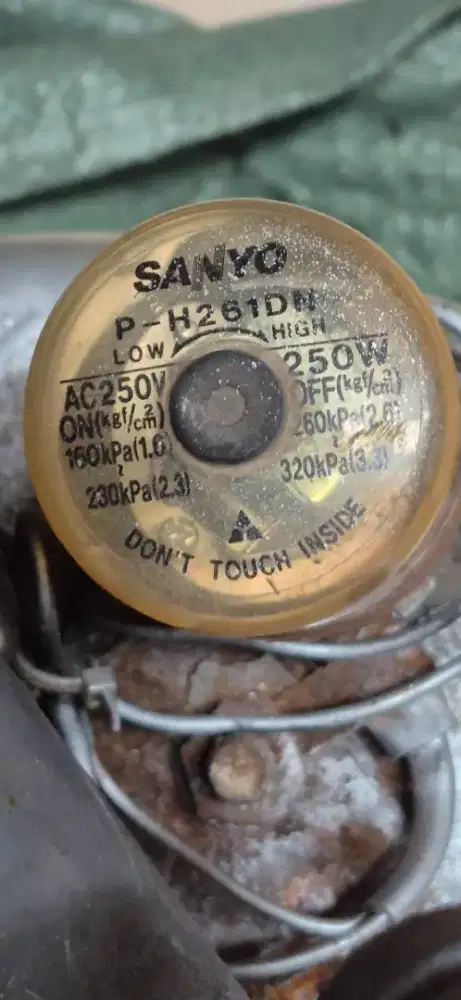 SANYO
P-H261DN
LOW HIGH
AC250V 250W
ON(kgf/cm²) OFF(kgf/cm²)
160kPa(1.6) 260kPa(2.6)
~ ~
230kPa(2.3) 320kPa(3.3)
DON'T TOUCH INSIDE